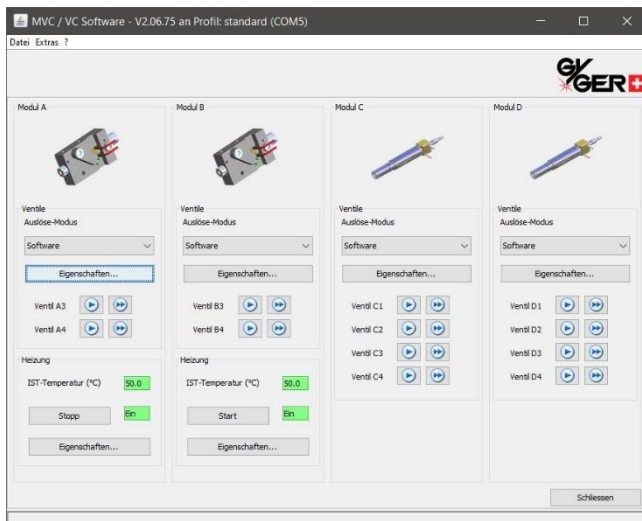 MVC / VC Software - V2.06.75 an Profil: standard (COM5)
Datei Extras ?
GYGER
Modul A
Ventile
Auslöse-Modus
Software
Eigenschaften...
Ventil A3
Ventil A4
Heizung
IST-Temperatur (°C) 50.0
Stopp Ein
Eigenschaften...
Modul B
Ventile
Auslöse-Modus
Software
Eigenschaften...
Ventil B3
Ventil B4
Heizung
IST-Temperatur (°C) 50.0
Start Ein
Eigenschaften...
Modul C
Ventile
Auslöse-Modus
Software
Eigenschaften...
Ventil C1
Ventil C2
Ventil C3
Ventil C4
Modul D
Ventile
Auslöse-Modus
Software
Eigenschaften...
Ventil D1
Ventil D2
Ventil D3
Ventil D4
Schliessen